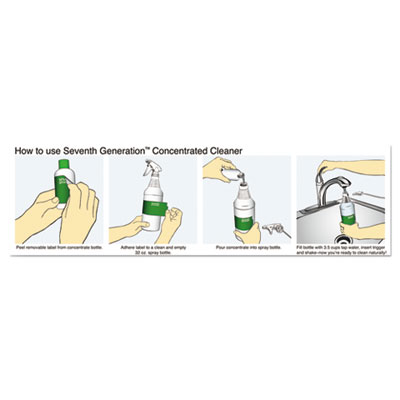 How to use Seventh Generation™ Concentrated Cleaner
Peel removable label from concentrate bottle.
Adhere label to a clean and empty
32 oz spray bottle.
Pour concentrate into spray bottle.
Fill bottle with 3.5 cups tap water, insert trigger
and shake-now you're ready to clean naturally!